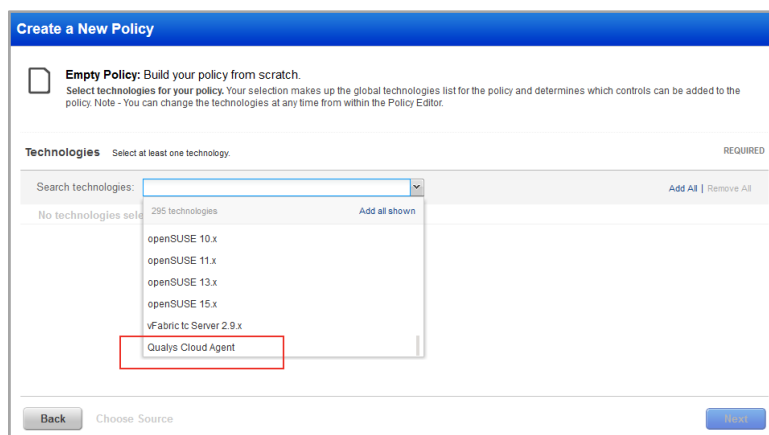 Create a New Policy
Empty Policy: Build your policy from scratch.
Select technologies for your policy. Your selection makes up the global technologies list for the policy and determines which controls can be added to the
policy. Note - You can change the technologies at any time from within the Policy Editor.
Technologies Select at least one technology. REQUIRED
Search technologies: Add All | Remove All
No technologies sele
295 technologies Add all shown
openSUSE 10.x
openSUSE 11.x
openSUSE 13.x
openSUSE 15.x
vFabric tc Server 2.9.x
Qualys Cloud Agent
Back Choose Source Next